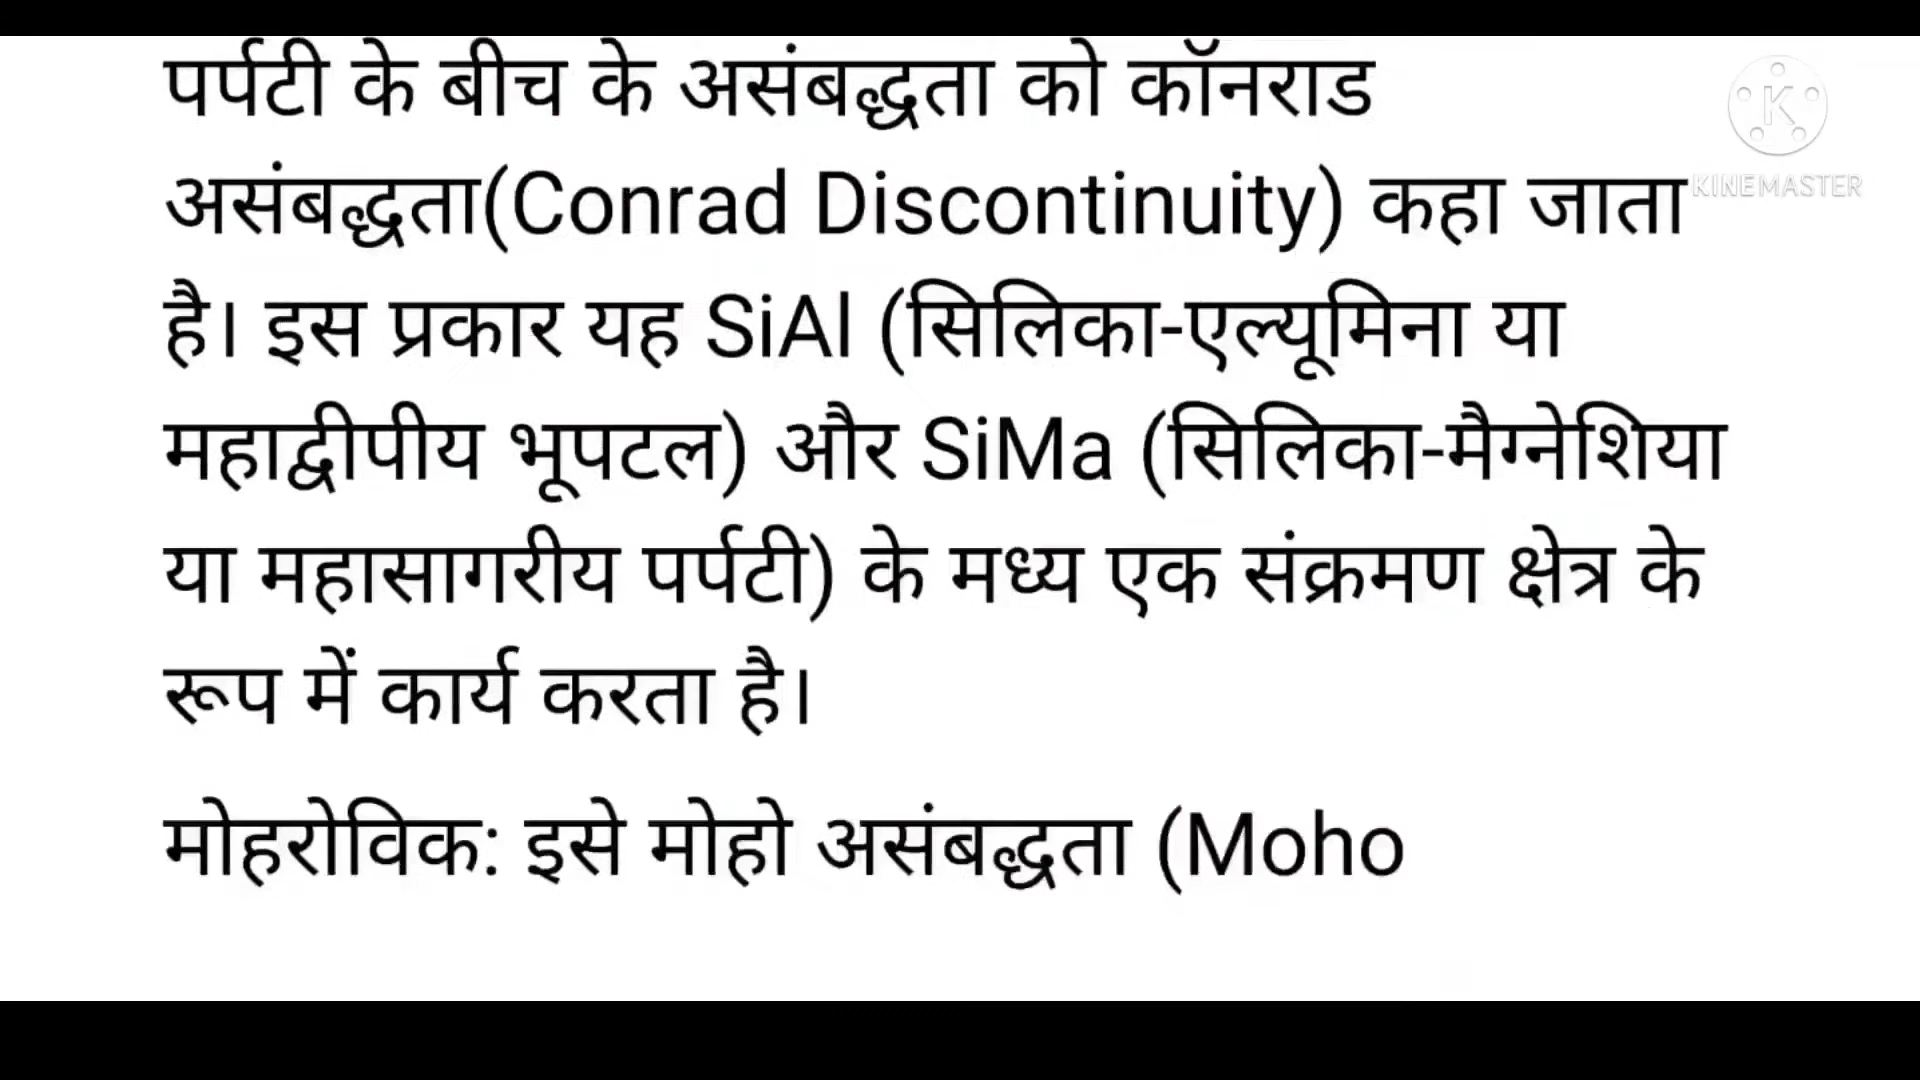 पर्पटी के बीच के असंबद्धता को कॉनराड
असंबद्धता(Conrad Discontinuity) कहा जाता
है। इस प्रकार यह SiAl (सिलिका-एल्यूमिना या
महाद्वीपीय भूपटल) और SiMa (सिलिका-मैग्नेशिया
या महासागरीय पर्पटी) के मध्य एक संक्रमण क्षेत्र के
रूप में कार्य करता है।
मोहरोविक: इसे मोहो असंबद्धता (Moho
K
KINEMASTER